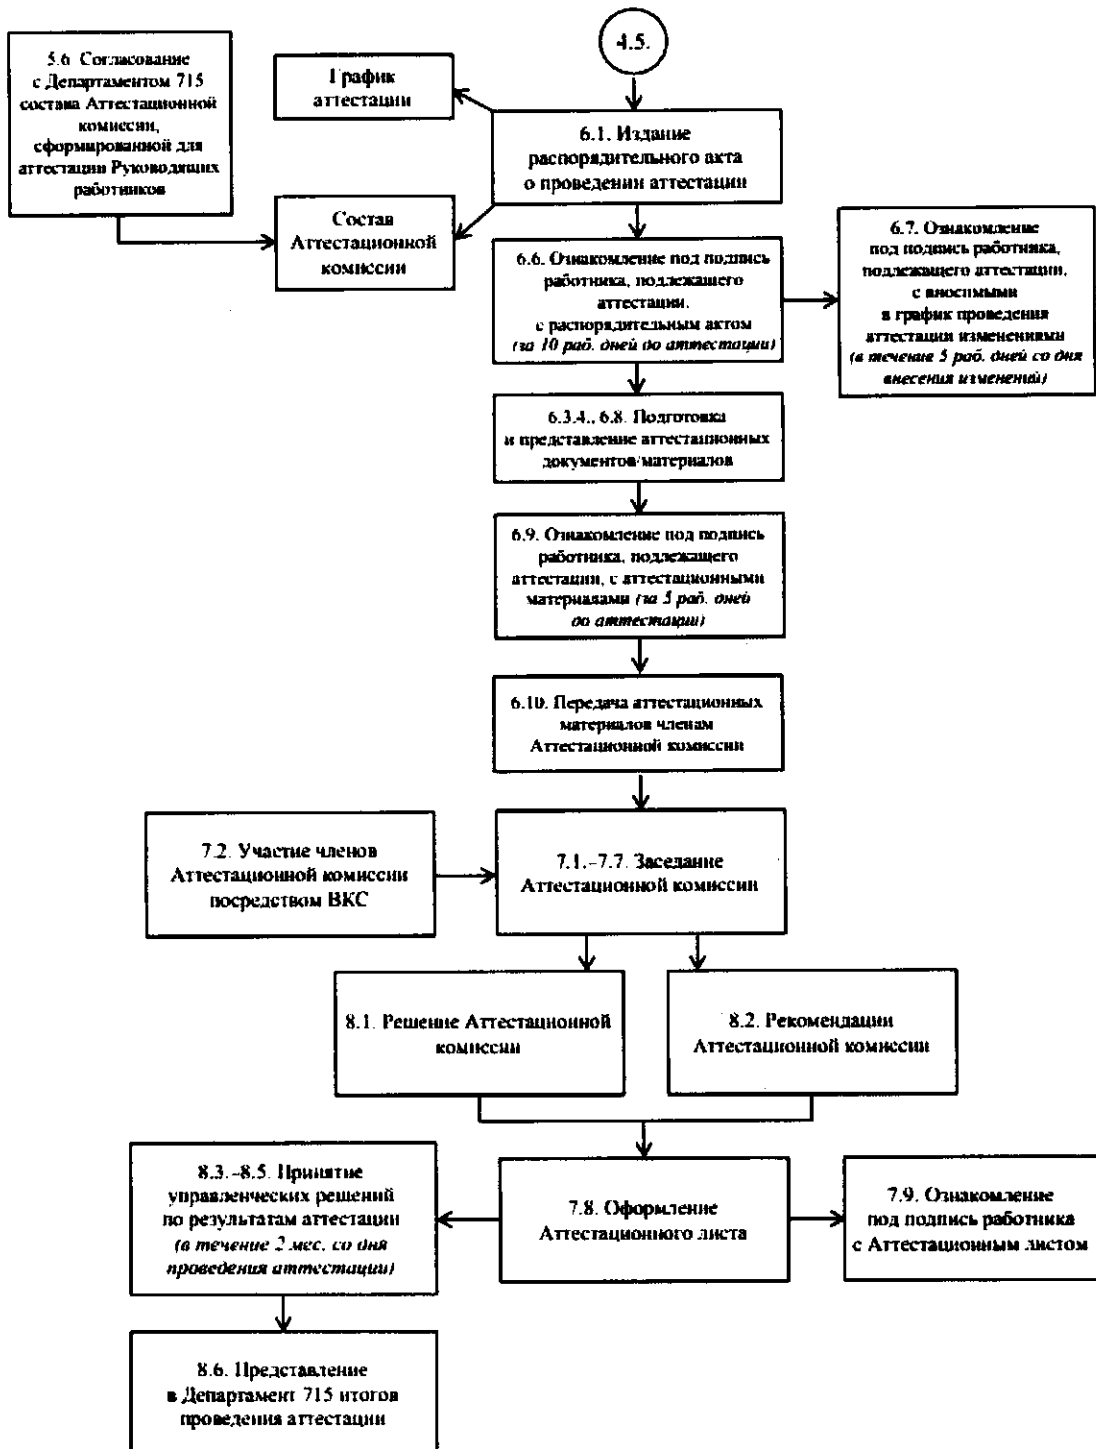 4.5.
5.6. Согласование
с Департаментом 715
состава Аттестационной
комиссии,
сформированной для
аттестации Руководящих
работников
График
аттестации
6.1. Издание
распорядительного акта
о проведении аттестации
Состав
Аттестационной
комиссии
6.6. Ознакомление под подпись
работника, подлежащего
аттестации,
с распорядительным актом
(за 10 раб. дней до аттестации)
6.7. Ознакомление
под подпись работника,
подлежащего аттестации,
с вносимыми
в график проведения
аттестации изменениями
(в течение 5 раб. дней со дня
внесения изменений)
6.3.4., 6.8. Подготовка
и представление аттестационных
документов/материалов
6.9. Ознакомление под подпись
работника, подлежащего
аттестации, с аттестационными
материалами (за 5 раб. дней
до аттестации)
6.10. Передача аттестационных
материалов членам
Аттестационной комиссии
7.2. Участие членов
Аттестационной комиссии
посредством ВКС
7.1.-7.7. Заседание
Аттестационной комиссии
8.1. Решение Аттестационной
комиссии
8.2. Рекомендации
Аттестационной комиссии
8.3.-8.5. Принятие
управленческих решений
по результатам аттестации
(в течение 2 мес. со дня
проведения аттестации)
7.8. Оформление
Аттестационного листа
7.9. Ознакомление
под подпись работника
с Аттестационным листом
8.6. Представление
в Департамент 715 итогов
проведения аттестации